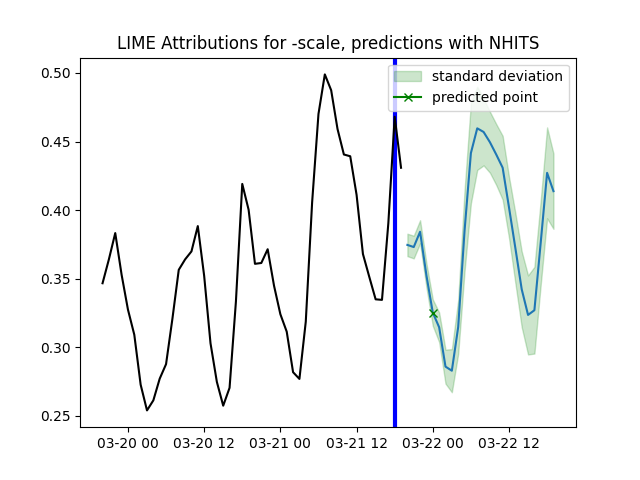 LIME Attributions for -scale, predictions with NHITS
standard deviation
predicted point
0.50
0.45
0.40
0.35
0.30
0.25
03-20 00 03-20 12 03-21 00 03-21 12 03-22 00 03-22 12